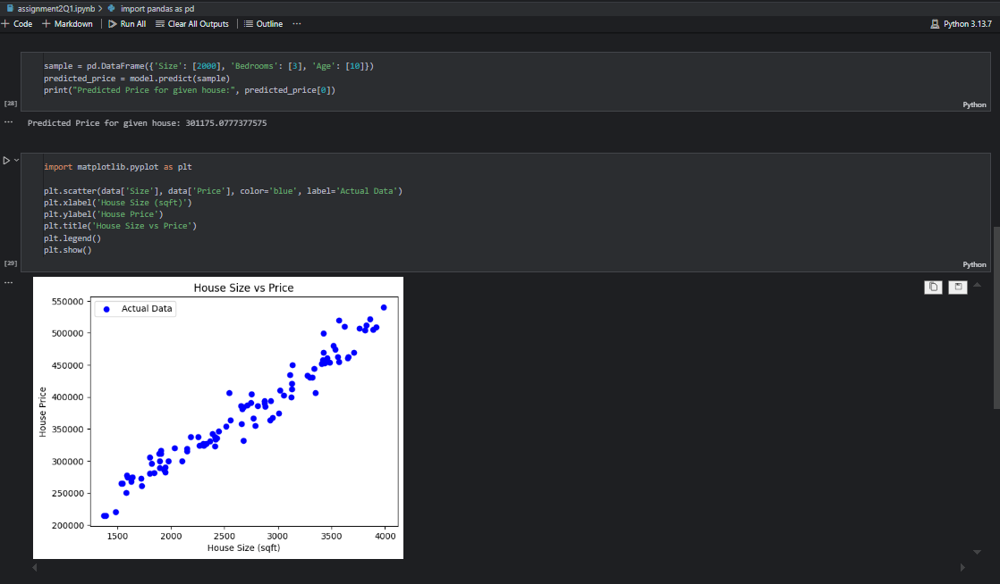 assignment2Q1.ipynb > import pandas as pd
+ Code + Markdown | Run All Clear All Outputs | Outline ... Python 3.13.7
sample = pd.DataFrame({'Size': [2000], 'Bedrooms': [3], 'Age': [10]})
predicted_price = model.predict(sample)
print("Predicted Price for given house:", predicted_price[0])
[28] Python
... Predicted Price for given house: 301175.0777377575
import matplotlib.pyplot as plt
plt.scatter(data['Size'], data['Price'], color='blue', label='Actual Data')
plt.xlabel('House Size (sqft)')
plt.ylabel('House Price')
plt.title('House Size vs Price')
plt.legend()
plt.show()
[29] Python
...
House Size vs Price
Actual Data
550000
500000
450000
400000
350000
300000
250000
200000
House Price
1500 2000 2500 3000 3500 4000
House Size (sqft)